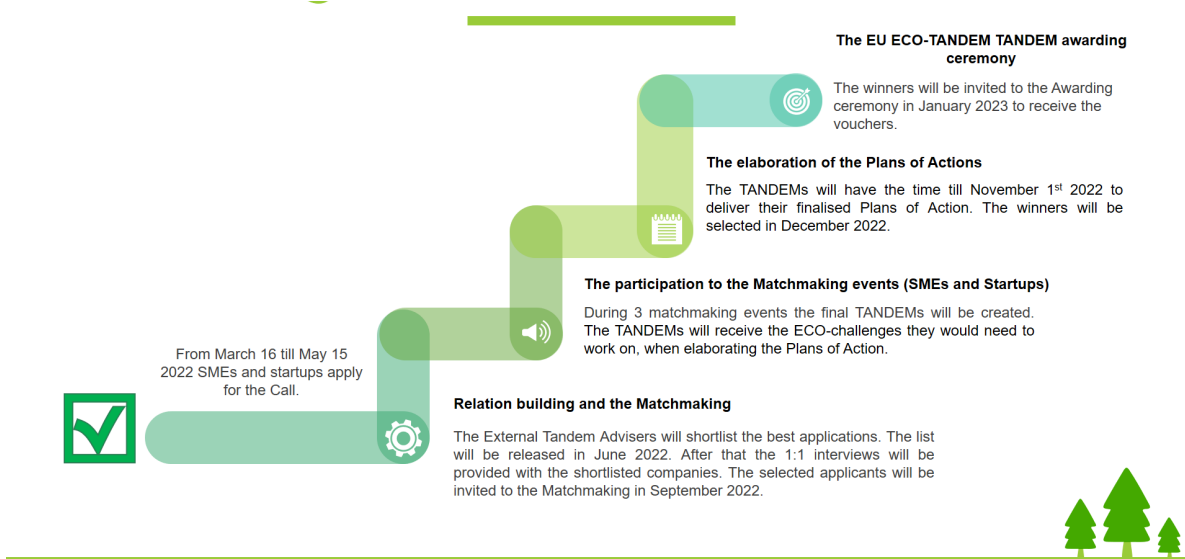 The EU ECO-TANDEM TANDEM awarding
ceremony
The winners will be invited to the Awarding
ceremony in January 2023 to receive the
vouchers.
The elaboration of the Plans of Actions
The TANDEMs will have the time till November 1st 2022 to
deliver their finalised Plans of Action. The winners will be
selected in December 2022.
The participation to the Matchmaking events (SMEs and Startups)
During 3 matchmaking events the final TANDEMs will be created.
The TANDEMs will receive the ECO-challenges they would need to
work on, when elaborating the Plans of Action.
From March 16 till May 15
2022 SMEs and startups apply
for the Call.
Relation building and the Matchmaking
The External Tandem Advisers will shortlist the best applications. The list
will be released in June 2022. After that the 1:1 interviews will be
provided with the shortlisted companies. The selected applicants will be
invited to the Matchmaking in September 2022.